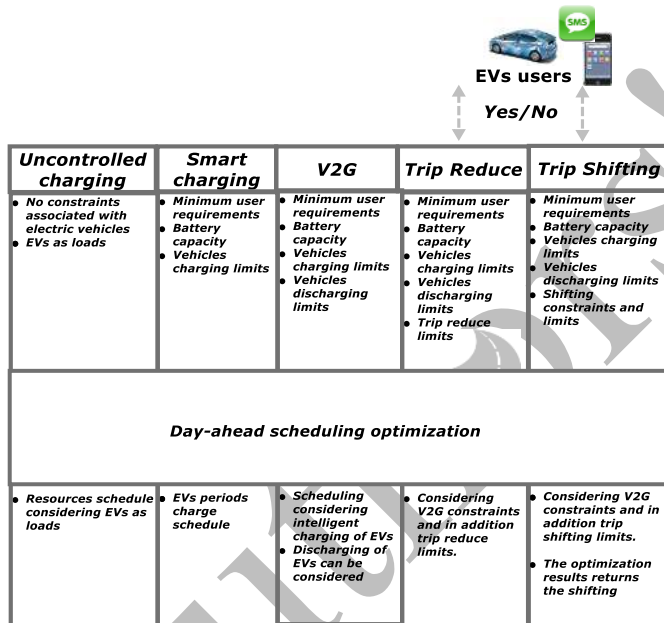 SMS
EVs users
Yes/No
Uncontrolled
charging
Smart
charging
V2G
Trip Reduce
Trip Shifting
• No constraints
associated with
electric vehicles
• EVs as loads
• Minimum user
requirements
• Battery
capacity
• Vehicles
charging limits
• Minimum user
requirements
• Battery
capacity
• Vehicles
charging limits
• Vehicles
discharging
limits
• Minimum user
requirements
• Battery
capacity
• Vehicles
charging limits
• Vehicles
discharging
limits
• Trip reduce
limits
• Minimum user
requirements
• Battery capacity
• Vehicles charging
limits
• Vehicles
discharging limits
• Shifting
constraints and
limits
Day-ahead scheduling optimization
• Resources schedule
considering EVs as
loads
• EVs periods
charge
schedule
• Scheduling
considering
intelligent
charging of EVs
• Discharging of
EVs can be
considered
• Considering
V2G constraints
and in addition
trip reduce
limits.
• Considering V2G
constraints and in
addition trip
shifting limits.
• The optimization
results returns
the shifting